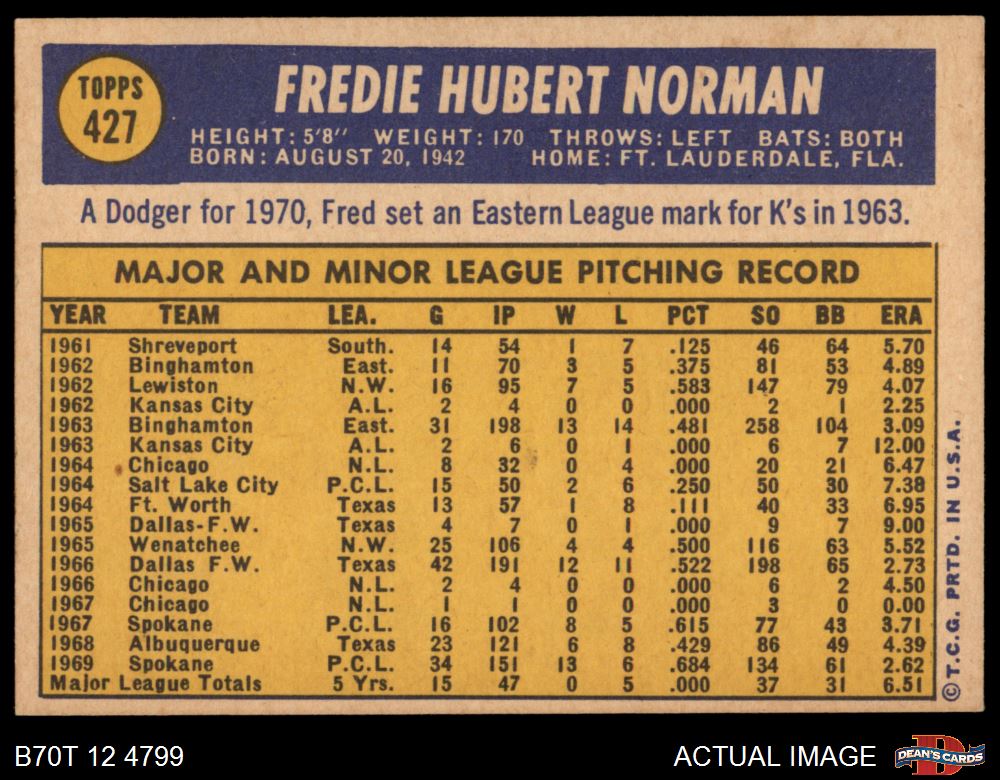 TOPPS
427
FREDIE HUBERT NORMAN
HEIGHT: 5'8" WEIGHT: 170 THROWS: LEFT BATS: BOTH
BORN: AUGUST 20, 1942 HOME: FT. LAUDERDALE, FLA.
A Dodger for 1970, Fred set an Eastern League mark for K's in 1963.
MAJOR AND MINOR LEAGUE PITCHING RECORD
YEAR TEAM LEA. G IP W L PCT SO BB ERA
1961 Shreveport South. 14 54 1 7 .125 46 64 5.70
1962 Binghamton East. 11 70 3 5 .375 81 53 4.89
1962 Lewiston N.W. 16 95 7 5 .583 147 79 4.07
1962 Kansas City A.L. 2 4 0 0 .000 2 1 2.25
1963 Binghamton East. 31 198 13 14 .481 258 104 3.09
1963 Kansas City A.L. 2 6 0 1 .000 6 7 12.00
1964 Chicago N.L. 8 32 0 4 .000 20 21 6.47
1964 Salt Lake City P.C.L. 15 50 2 6 .250 50 30 7.38
1964 Ft. Worth Texas 13 57 1 8 .111 40 33 6.95
1965 Dallas-F.W. Texas 4 7 0 1 .000 9 7 9.00
1965 Wenatchee N.W. 25 106 4 4 .500 116 63 5.52
1966 Dallas F.W. Texas 42 191 12 11 .522 198 65 2.73
1966 Chicago N.L. 2 4 0 0 .000 6 2 4.50
1967 Chicago N.L. 1 1 0 0 .000 3 0 0.00
1967 Spokane P.C.L. 16 102 8 5 .615 77 43 3.71
1968 Albuquerque Texas 23 121 6 8 .429 86 49 4.39
1969 Spokane P.C.L. 34 151 13 6 .684 134 61 2.62
Major League Totals 5 Yrs. 15 47 0 5 .000 37 31 6.51
©T.C.G. PRTD. IN U.S.A.
B70T 12 4799 ACTUAL IMAGE
DEAN'S CARDS